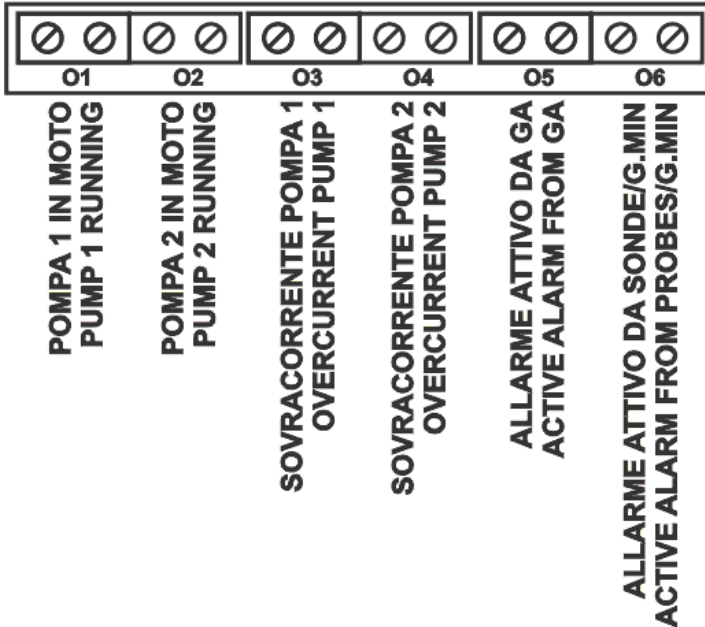 O1
O2
O3
O4
O5
O6
POMPA 1 IN MOTO
PUMP 1 RUNNING
POMPA 2 IN MOTO
PUMP 2 RUNNING
SOVRACORRENTE POMPA 1
OVERCURRENT PUMP 1
SOVRACORRENTE POMPA 2
OVERCURRENT PUMP 2
ALLARME ATTIVO DA GA
ACTIVE ALARM FROM GA
ALLARME ATTIVO DA SONDE/G.MIN
ACTIVE ALARM FROM PROBES/G.MIN